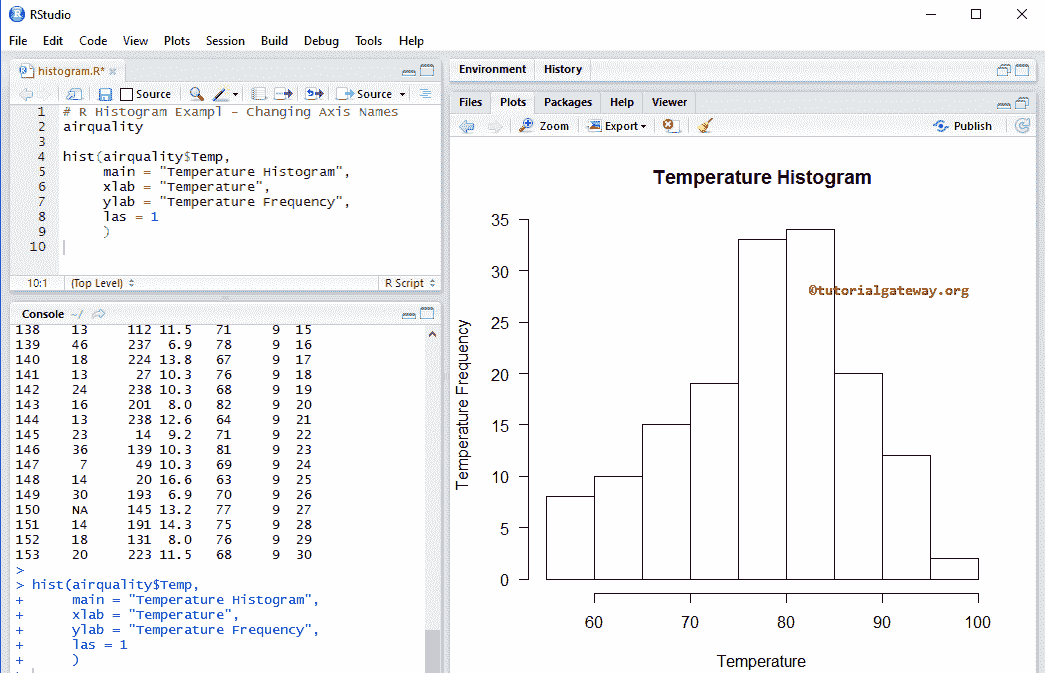 RStudio
File Edit Code View Plots Session Build Debug Tools Help
histogram.R*
Source Source
1 # R Histogram Exampl - Changing Axis Names
2 airquality
3
4 hist(airquality$Temp,
5 main = "Temperature Histogram",
6 xlab = "Temperature",
7 ylab = "Temperature Frequency",
8 las = 1
9 )
10
10:1 (Top Level) R Script
Console ~/
138 13 112 11.5 71 9 15
139 46 237 6.9 78 9 16
140 18 224 13.8 67 9 17
141 13 27 10.3 76 9 18
142 24 238 10.3 68 9 19
143 16 201 8.0 82 9 20
144 13 238 12.6 64 9 21
145 23 14 9.2 71 9 22
146 36 139 10.3 81 9 23
147 7 49 10.3 69 9 24
148 14 20 16.6 63 9 25
149 30 193 6.9 70 9 26
150 NA 145 13.2 77 9 27
151 14 191 14.3 75 9 28
152 18 131 8.0 76 9 29
153 20 223 11.5 68 9 30
>
> hist(airquality$Temp,
+ main = "Temperature Histogram",
+ xlab = "Temperature",
+ ylab = "Temperature Frequency",
+ las = 1
+ )
Environment History
Files Plots Packages Help Viewer
Zoom Export Publish
Temperature Histogram
35
30
25
20
15
10
5
0
Temperature Frequency
©tutorialgateway.org
60 70 80 90 100
Temperature